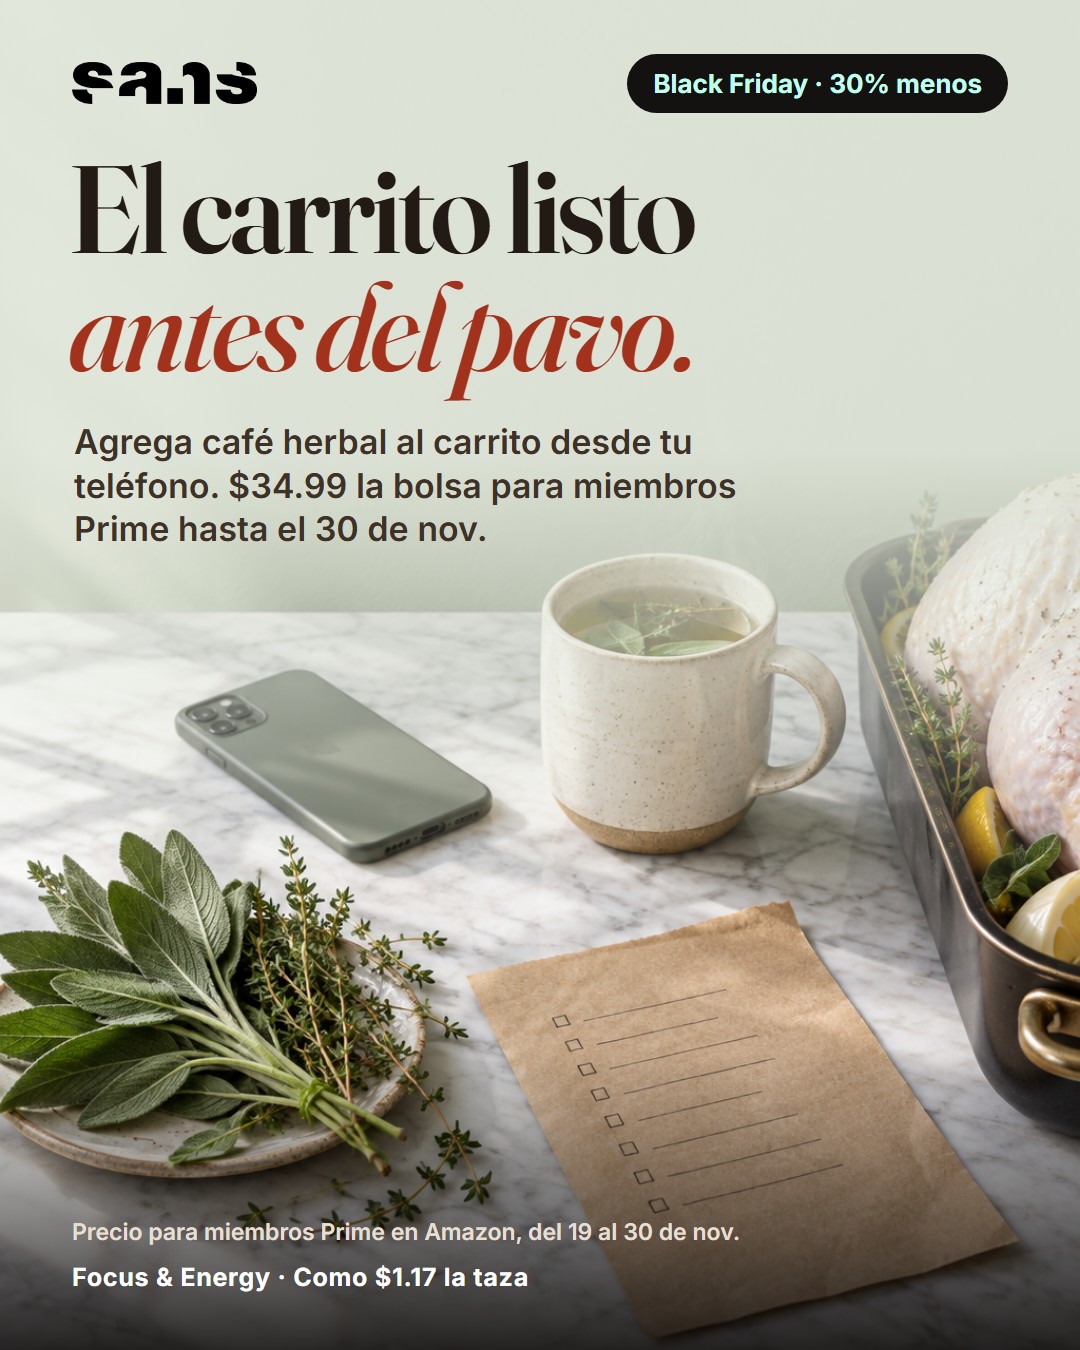 sans
Black Friday · 30% menos
El carrito listo
antes del pavo.
Agrega café herbal al carrito desde tu
teléfono. $34.99 la bolsa para miembros
Prime hasta el 30 de nov.
Precio para miembros Prime en Amazon, del 19 al 30 de nov.
Focus & Energy · Como $1.17 la taza